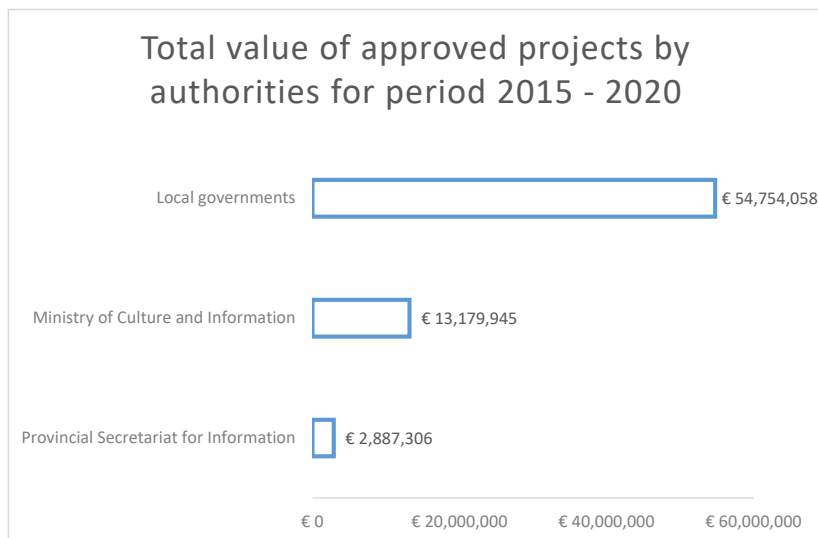 Total value of approved projects by
authorities for period 2015 - 2020
Local governments
€ 54,754,058
Ministry of Culture and Information
€ 13,179,945
Provincial Secretariat for Information
€ 2,887,306
€ 0
€ 20,000,000
€ 40,000,000
€ 60,000,000